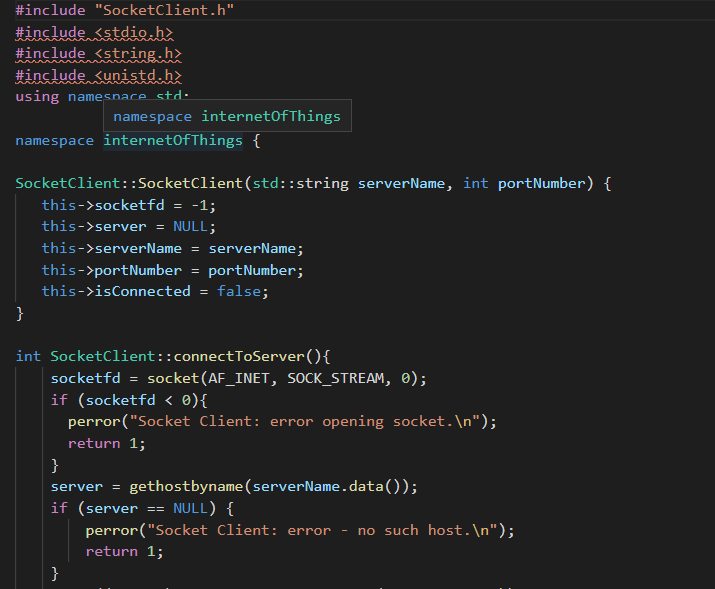 #include "SocketClient.h"
#include <stdio.h>
#include <string.h>
#include <unistd.h>
using namespace std;
namespace internetOfThings
namespace internetOfThings {
SocketClient::SocketClient(std::string serverName, int portNumber) {
this->socketfd = -1;
this->server = NULL;
this->serverName = serverName;
this->portNumber = portNumber;
this->isConnected = false;
}
int SocketClient::connectToServer(){
socketfd = socket(AF_INET, SOCK_STREAM, 0);
if (socketfd < 0){
perror("Socket Client: error opening socket.\n");
return 1;
}
server = gethostbyname(serverName.data());
if (server == NULL) {
perror("Socket Client: error - no such host.\n");
return 1;
}